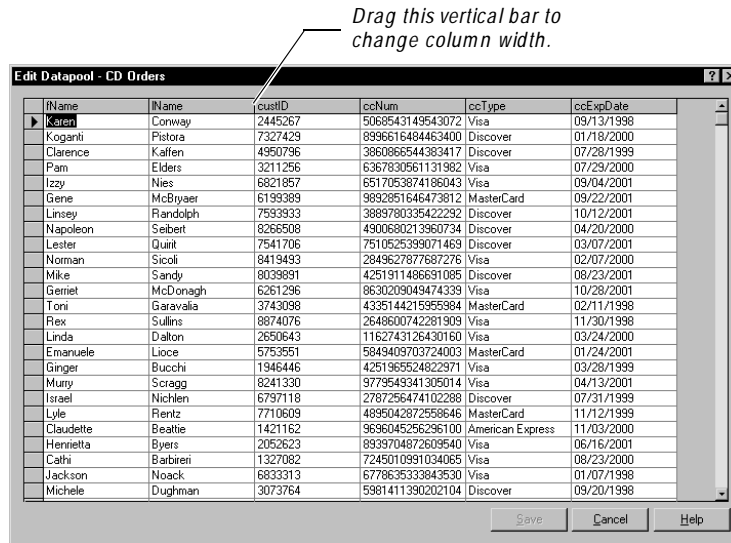 Drag this vertical bar to
change column width.
Edit Datapool - CD Orders
fName lName custID ccNum ccType ccExpDate
Karen Conway 2445267 5068543149543072 Visa 09/13/1998
Koganti Pistora 7327429 8996616484463400 Discover 01/18/2000
Clarence Kaffen 4950796 3860866544383417 Discover 07/28/1999
Pam Elders 3211256 6367830561131982 Visa 07/29/2000
Izzy Nies 6821857 6517053874186043 Visa 09/04/2001
Gene McBryaer 6199389 9892851646473812 MasterCard 09/22/2001
Linsey Randolph 7593933 3889780335422292 Discover 10/12/2001
Napoleon Seibert 8266508 4900680213960734 Discover 04/20/2000
Lester Quirit 7541706 7510525399071469 Discover 03/07/2001
Norman Sicoli 8419493 2849627877687276 Visa 02/07/2000
Mike Sandy 8039891 4251911486691085 Discover 08/23/2001
Gerriet McDonagh 6261296 8630209049474339 Visa 10/28/2001
Toni Garavalia 3743098 4335144215955984 MasterCard 02/11/1998
Rex Sullins 8874076 2648600742281909 Visa 11/30/1998
Linda Dalton 2650643 1162743126430160 Visa 03/24/2000
Emanuele Lioce 5753551 5849409703724003 MasterCard 01/24/2001
Ginger Bucchi 1946446 4251965524822971 Visa 03/28/1999
Murry Scragg 8241330 9779549341305014 Visa 04/13/2001
Israel Nichlen 6797118 2787256474102288 Discover 07/31/1999
Lyle Rentz 7710609 4895042872558646 MasterCard 11/12/1999
Claudette Beattie 1421162 9696045256296100 American Express 11/03/2000
Henrietta Byers 2052623 8939704872609540 Visa 06/16/2001
Cathi Barbireri 1327082 7245010991034065 Visa 08/23/2000
Jackson Noack 6833313 6778635333843530 Visa 01/07/1998
Michele Dughman 3073764 5981411390202104 Discover 09/20/1998
Save Cancel Help